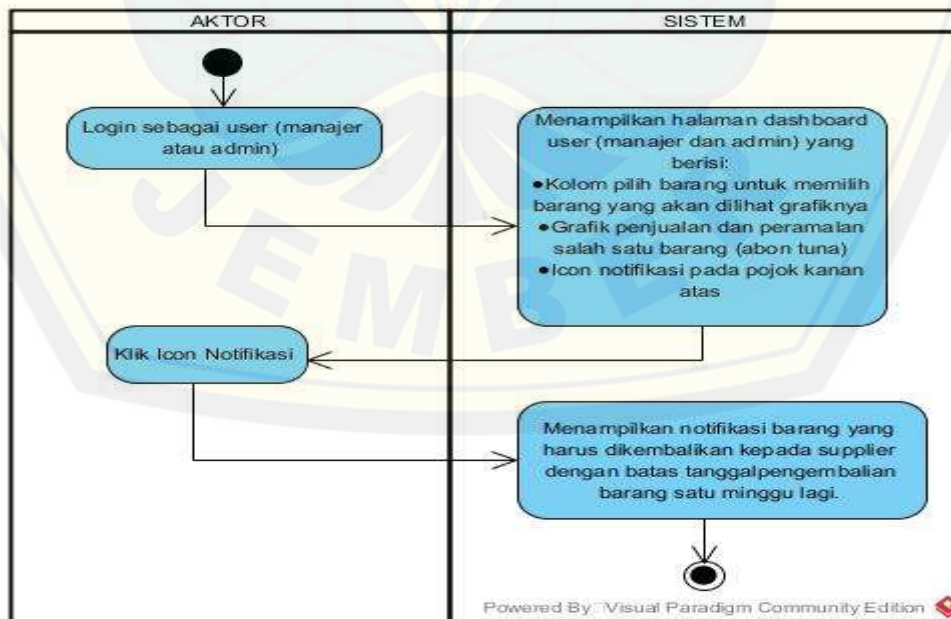 AKTOR
SISTEM
Login sebagai user (manajer
atau admin)
Menampilkan halaman dashboard
user (manajer dan admin) yang
berisi:
●Kolom pilih barang untuk memilih
barang yang akan dilihat grafiknya
●Grafik penjualan dan peramalan
salah satu barang (abon tuna)
●Icon notifikasi pada pojok kanan
atas
Klik Icon Notifikasi
Menampilkan notifikasi barang yang
harus dikembalikan kepada supplier
dengan batas tanggalpengembalian
barang satu minggu lagi.
JEMBER
Powered By Visual Paradigm Community Edition